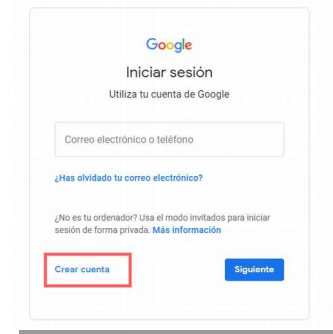 Google
Iniciar sesión
Utiliza tu cuenta de Google
Correo electrónico o teléfono
¿Has olvidado tu correo electrónico?
¿No es tu ordenador? Usa el modo invitados para iniciar
sesión de forma privada. Más información
Crear cuenta
Siguiente